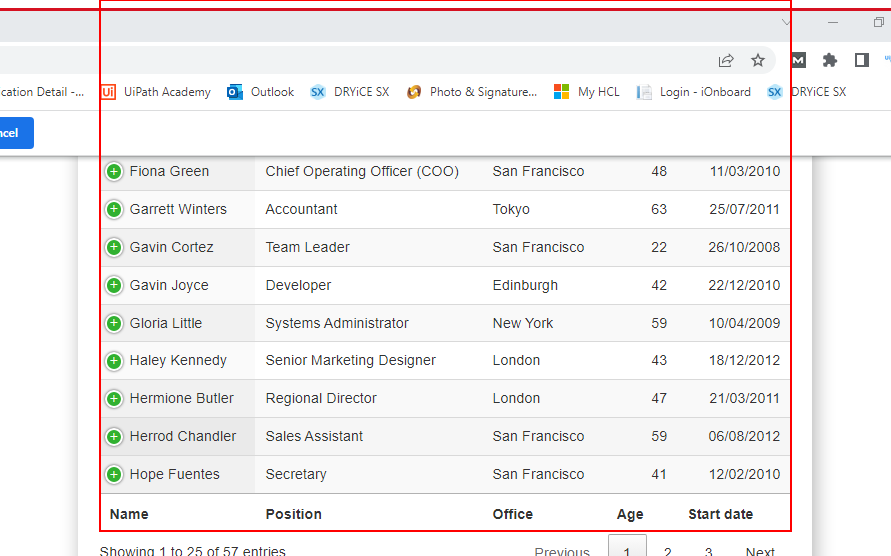 cation Detail -...
Ui UiPath Academy
Outlook
SX DRYiCE SX
Photo & Signature...
My HCL
Login - iOnboard
SX DRYiCE SX
M
ncel
Fiona Green Chief Operating Officer (COO) San Francisco 48 11/03/2010
Garrett Winters Accountant Tokyo 63 25/07/2011
Gavin Cortez Team Leader San Francisco 22 26/10/2008
Gavin Joyce Developer Edinburgh 42 22/12/2010
Gloria Little Systems Administrator New York 59 10/04/2009
Haley Kennedy Senior Marketing Designer London 43 18/12/2012
Hermione Butler Regional Director London 47 21/03/2011
Herrod Chandler Sales Assistant San Francisco 59 06/08/2012
Hope Fuentes Secretary San Francisco 41 12/02/2010
Name Position Office Age Start date
Showing 1 to 25 of 57 entries Previous 1 2 3 Next